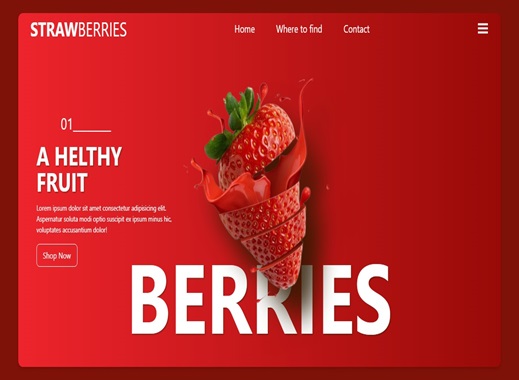 STRAWBERRIES
Home
Where to find
Contact
01
A HELTHY
FRUIT
Lorem ipsum dolor sit amet consectetur adipisicing elit.
Aspernatur soluta modi optio suscipit ex ipsum minus hic,
voluptates accusantium dolor!
Shop Now
BERRIES